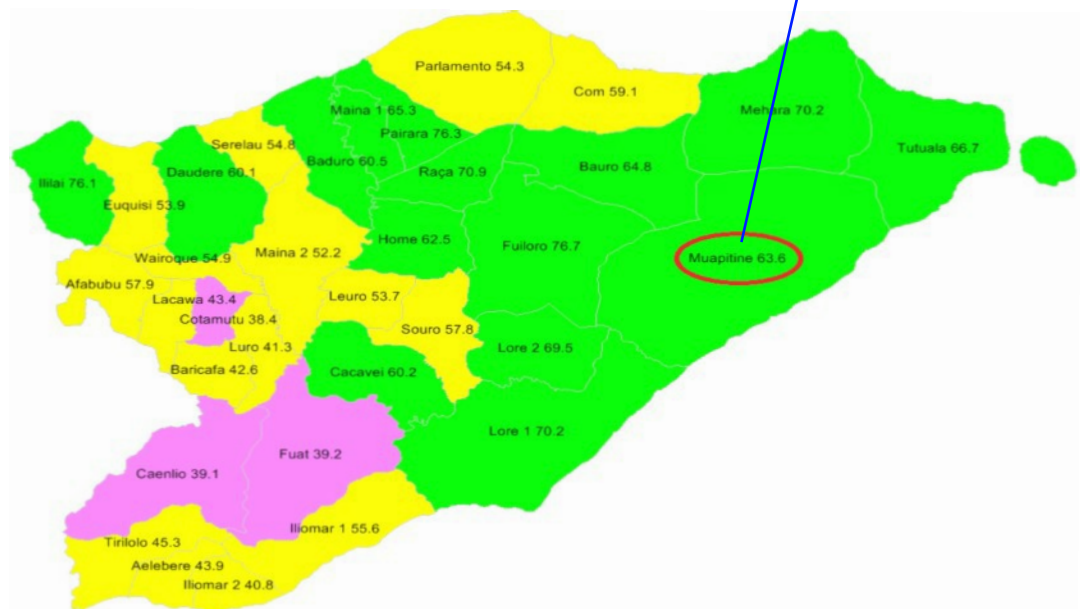 Parlamento 54.3
Com 59.1
Maina 1 65.3
Mehara 70.2
Pairara 76.3
Serelau 54.8
Tutuala 66.7
Baduro 60.5
Bauro 64.8
Daudere 60.1
Raça 70.9
Ililai 76.1
Euquisi 53.9
Home 62.5
Fuiloro 76.7
Maina 2 52.2
Wairoque 54.9
Muapitine 63.6
Afabubu 57.9
Lacawa 43.4
Leuro 53.7
Cotamutu 38.4
Souro 57.8
Luro 41.3
Lore 2 69.5
Baricafa 42.6
Cacavei 60.2
Lore 1 70.2
Fuat 39.2
Caenlio 39.1
Iliomar 1 55.6
Tirilolo 45.3
Aelebere 43.9
Iliomar 2 40.8